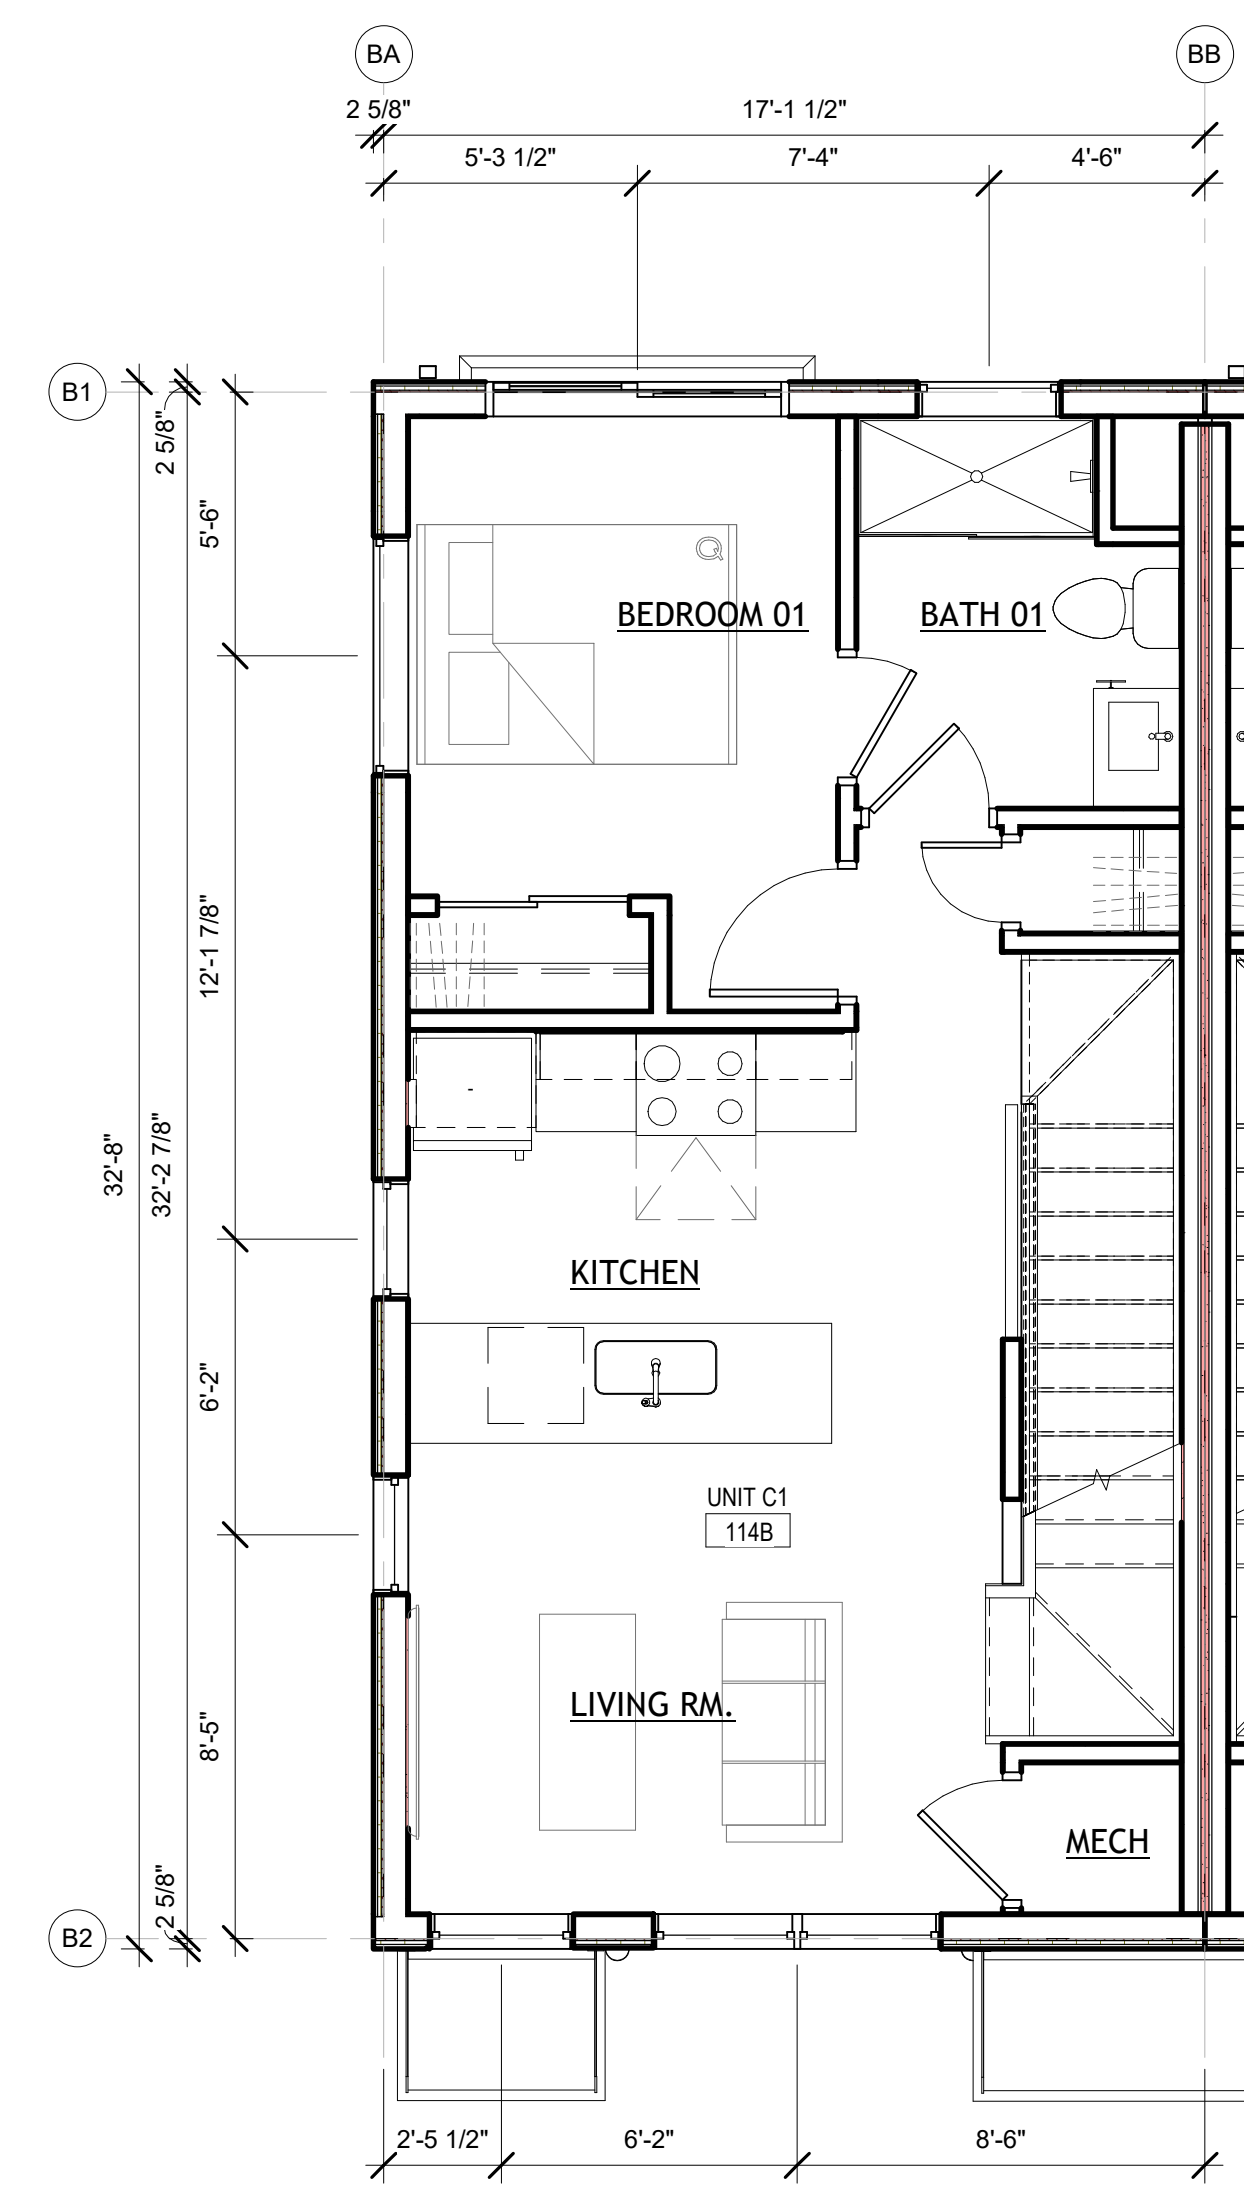 BA
BB
2 5/8"
17'-1 1/2"
5'-3 1/2"
7'-4"
4'-6"
B1
2 5/8"
5'-6"
Q
BEDROOM 01
BATH 01
12'-1 7/8"
32'-8"
32'-2 7/8"
KITCHEN
6'-2"
UNIT C1
114B
LIVING RM.
8'-5"
MECH
2 5/8"
B2
2'-5 1/2"
6'-2"
8'-6"